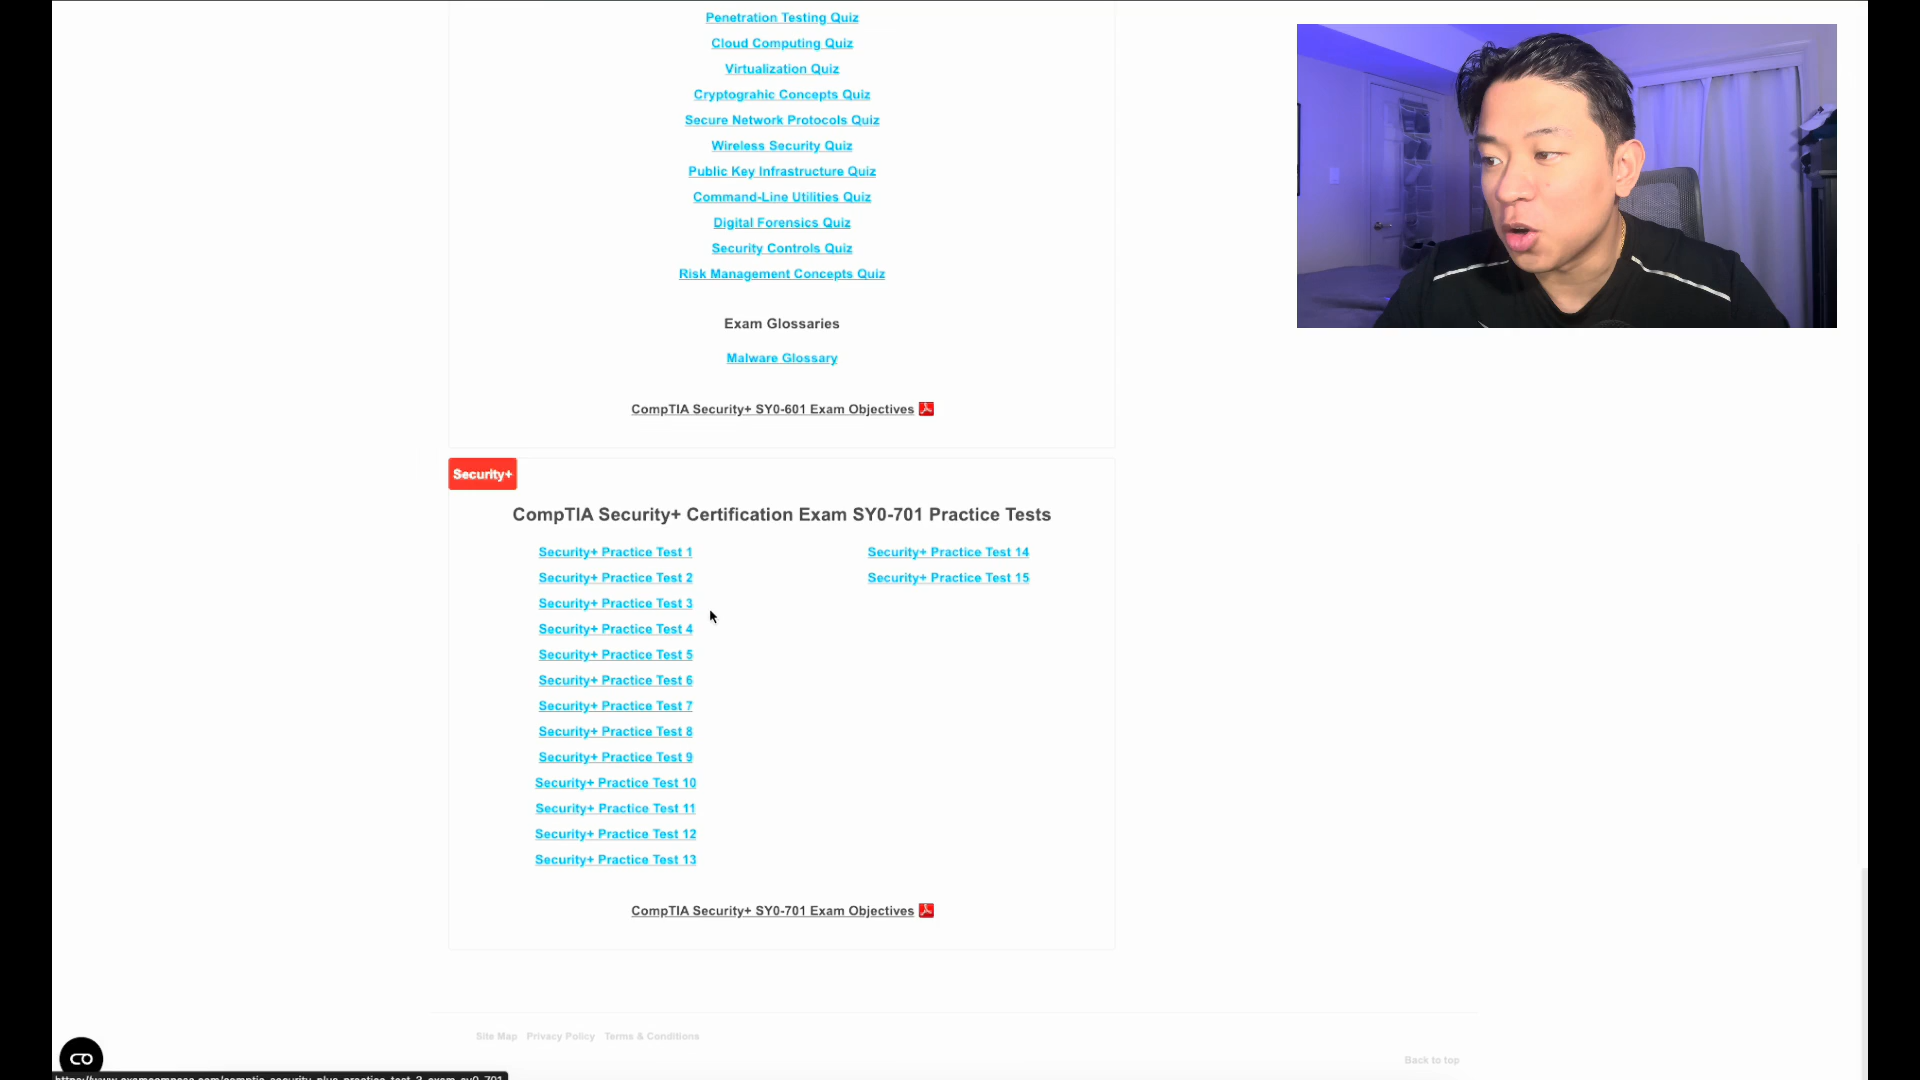 Penetration Testing Quiz
Cloud Computing Quiz
Virtualization Quiz
Cryptograhic Concepts Quiz
Secure Network Protocols Quiz
Wireless Security Quiz
Public Key Infrastructure Quiz
Command-Line Utilities Quiz
Digital Forensics Quiz
Security Controls Quiz
Risk Management Concepts Quiz
Exam Glossaries
Malware Glossary
CompTIA Security+ SY0-601 Exam Objectives
Security+
CompTIA Security+ Certification Exam SY0-701 Practice Tests
Security+ Practice Test 1
Security+ Practice Test 2
Security+ Practice Test 3
Security+ Practice Test 4
Security+ Practice Test 5
Security+ Practice Test 6
Security+ Practice Test 7
Security+ Practice Test 8
Security+ Practice Test 9
Security+ Practice Test 10
Security+ Practice Test 11
Security+ Practice Test 12
Security+ Practice Test 13
Security+ Practice Test 14
Security+ Practice Test 15
CompTIA Security+ SY0-701 Exam Objectives
Site Map Privacy Policy Terms & Conditions
Back to top